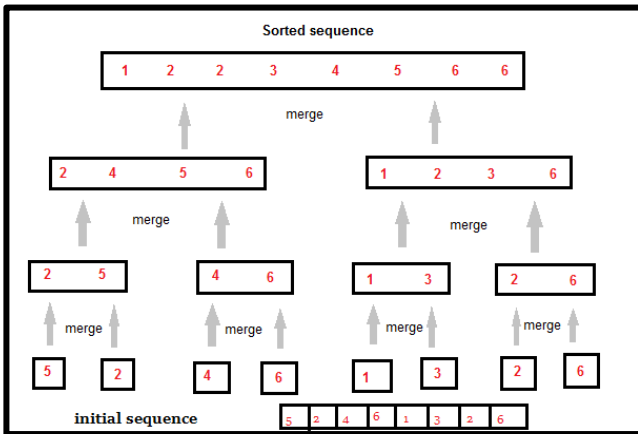 Sorted sequence
1 2 2 3 4 5 6 6
merge
2 4 5 6 1 2 3 6
merge merge
2 5 4 6 1 3 2 6
merge merge merge merge
5 2 4 6 1 3 2 6
initial sequence 5 2 4 6 1 3 2 6